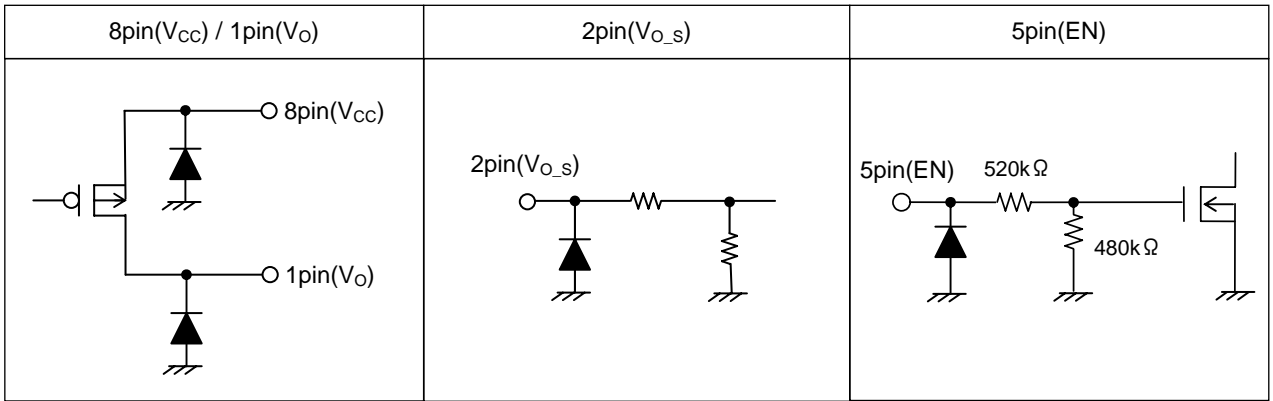 8pin(V_CC) / 1pin(V_O)
2pin(V_O_S)
5pin(EN)
8pin(V_CC)
1pin(V_O)
2pin(V_O_S)
5pin(EN)
520kΩ
480kΩ